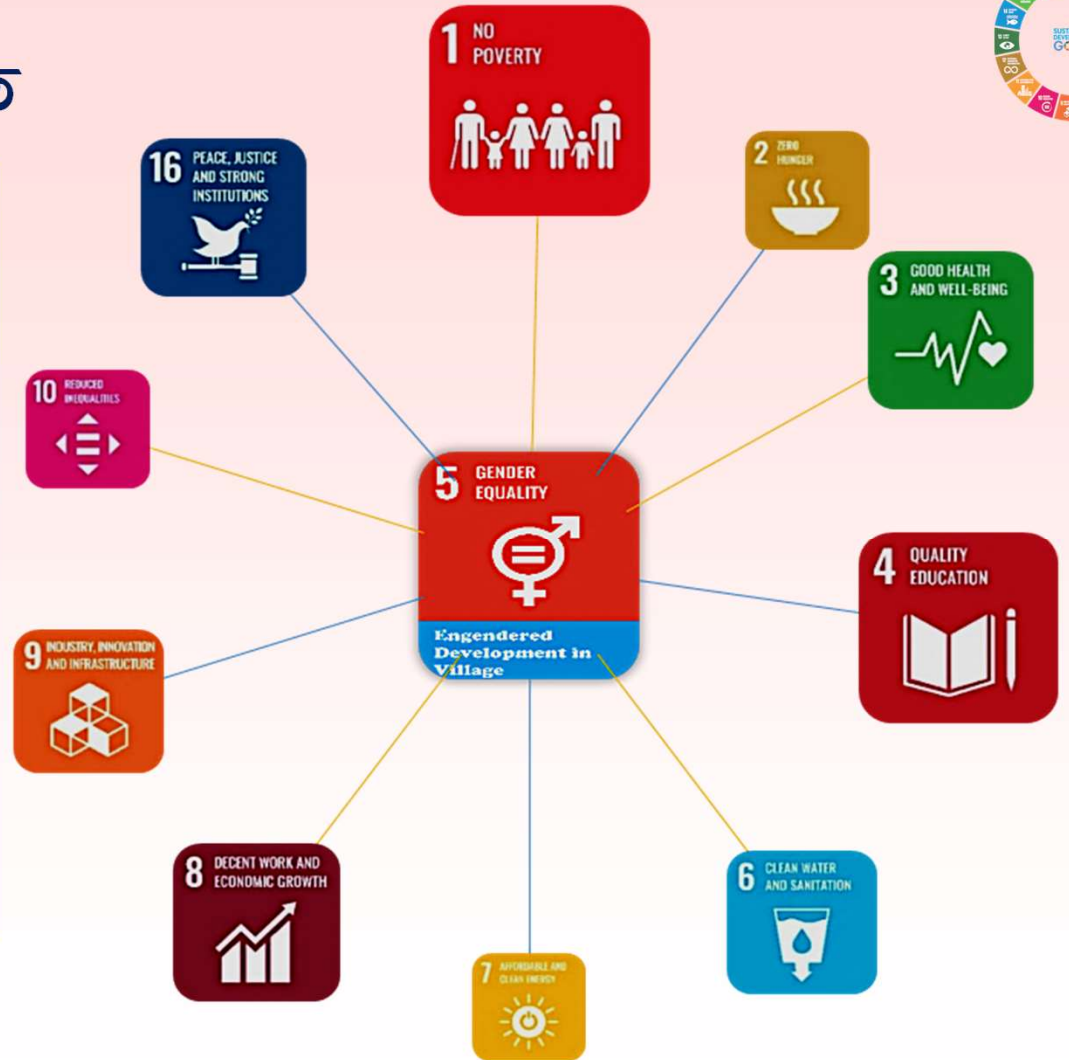 1 NO
POVERTY
16 PEACE, JUSTICE
AND STRONG
INSTITUTIONS
2 ZERO
HUNGER
3 GOOD HEALTH
AND WELL-BEING
10 REDUCED
INEQUALITIES
5 GENDER
EQUALITY
Engendered
Development in
Village
4 QUALITY
EDUCATION
9 INDUSTRY, INNOVATION
AND INFRASTRUCTURE
8 DECENT WORK AND
ECONOMIC GROWTH
6 CLEAN WATER
AND SANITATION
7 AFFORDABLE AND
CLEAN ENERGY